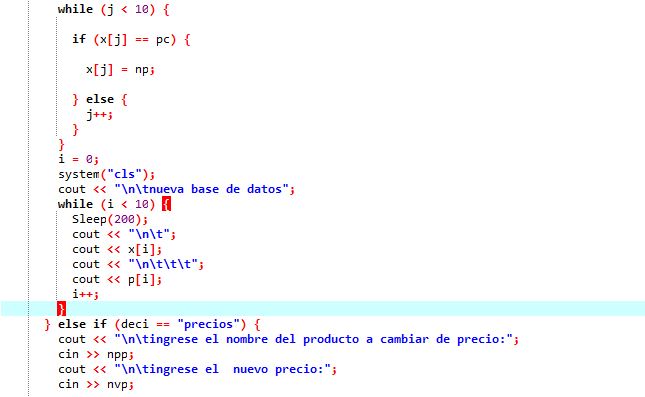 while (j < 10) {
if (x[j] == pc) {
x[j] = np;
} else {
j++;
}
}
i = 0;
system("cls");
cout << "\n\tnueva base de datos";
while (i < 10) {
Sleep(200);
cout << "\n\t";
cout << x[i];
cout << "\n\t\t\t";
cout << p[i];
i++;
}
} else if (deci == "precios") {
cout << "\n\tingrese el nombre del producto a cambiar de precio:";
cin >> npp;
cout << "\n\tingrese el  nuevo precio:";
cin >> nvp;